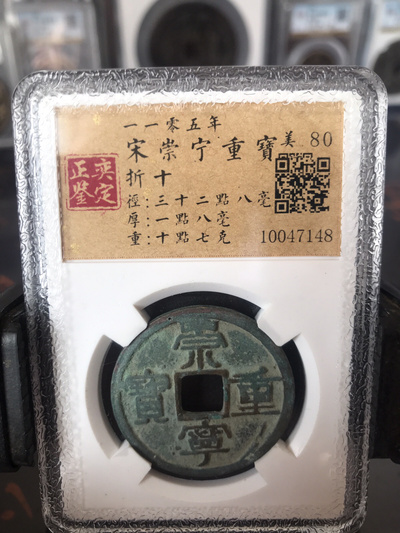 一一零五年
宋崇宁重寶 美 80
折十
徑:三十二點八毫
厚:一點八毫
重:十點七克
10047148
奕定
正鉴
崇
寶 重
寧